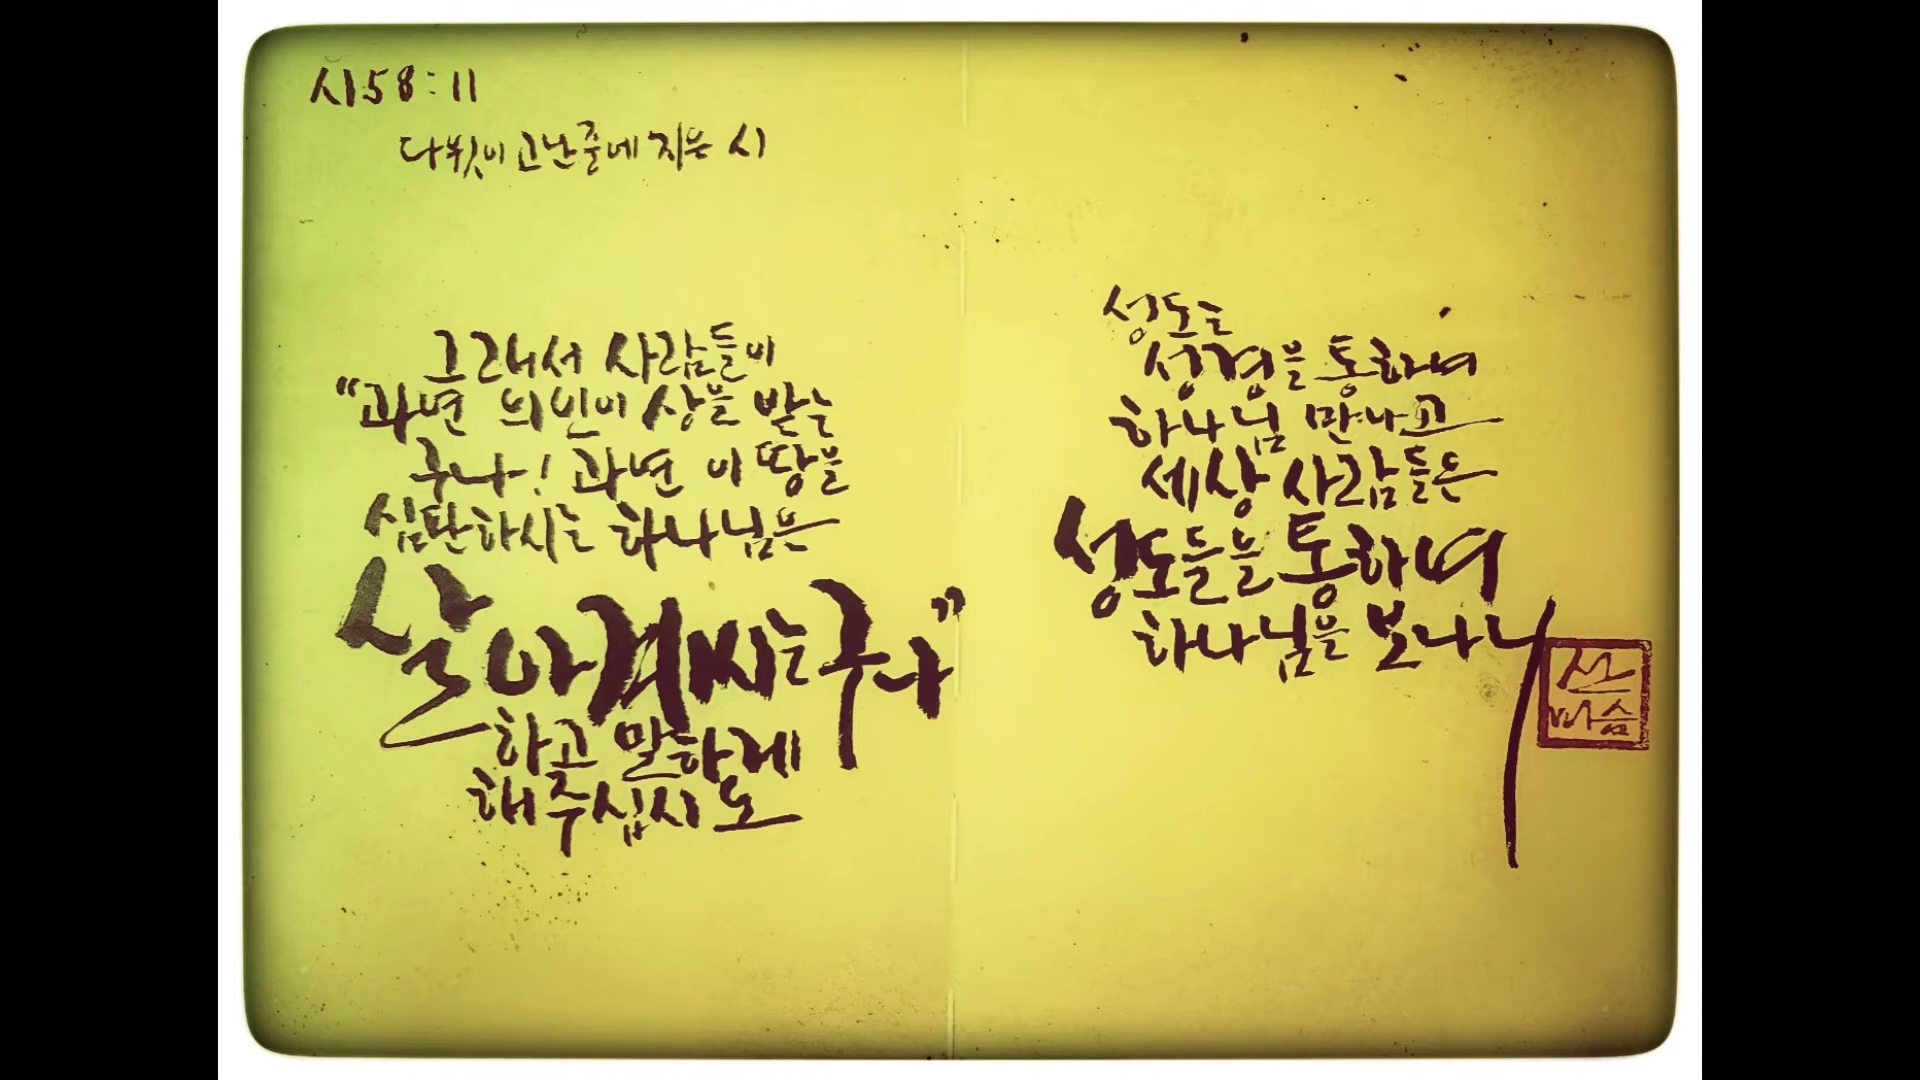 시58:11
다윗이 고난중에 지은 시
그래서 사람들이
“과연 의인이 상을 받는
구나! 과연 이 땅을
심판하시는 하나님은
살아계씨는구나”
하고 말하게
해주십시오
성도는
성경을 통하여
하나님 만나고
세상 사람들은
성도들을 통하여
하나님을 보나니